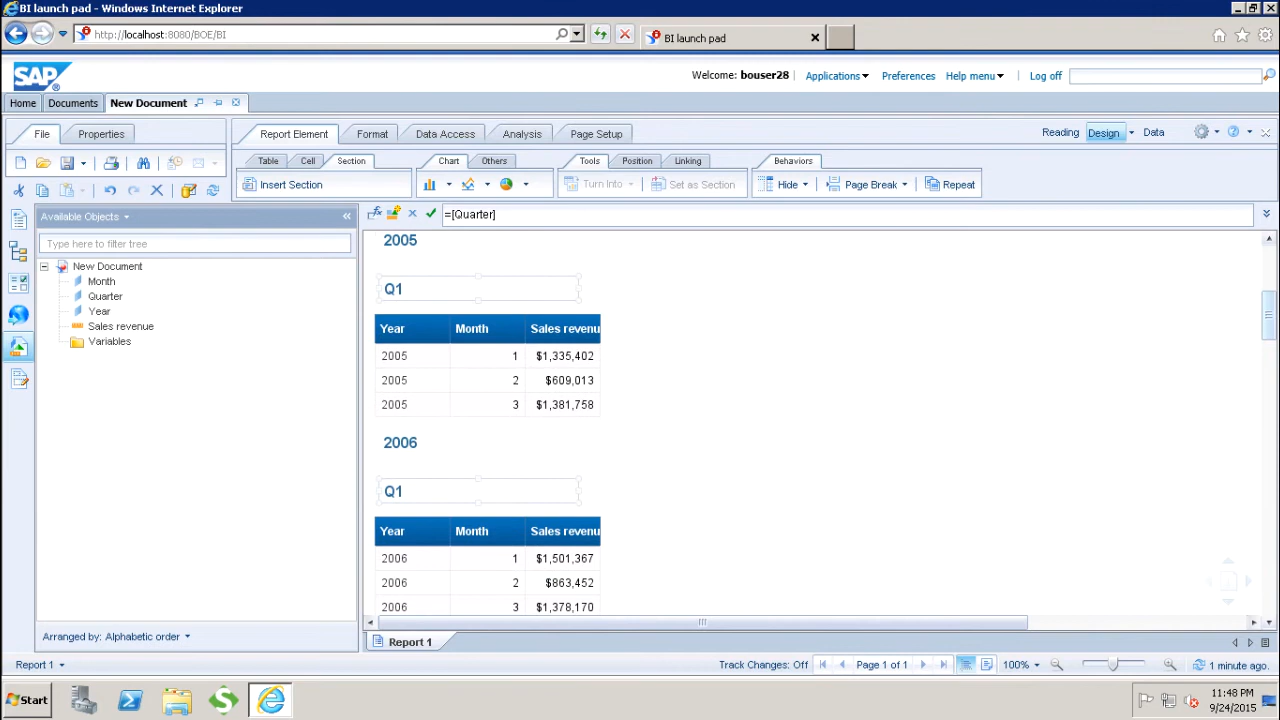 BI launch pad - Windows Internet Explorer
http://localhost:8080/BOE/BI
BI launch pad
SAP
Welcome: bouser28
Applications
Preferences
Help menu
Log off
Home
Documents
New Document
File
Properties
Report Element
Format
Data Access
Analysis
Page Setup
Reading
Design
Data
Table
Cell
Section
Chart
Others
Tools
Position
Linking
Behaviors
Insert Section
Turn Into
Set as Section
Hide
Page Break
Repeat
Available Objects
=[Quarter]
Type here to filter tree
New Document
Month
Quarter
Year
Sales revenue
Variables
2005
Q1
Year Month Sales revenu
2005 1 $1,335,402
2005 2 $609,013
2005 3 $1,381,758
2006
Q1
Year Month Sales revenu
2006 1 $1,501,367
2006 2 $863,452
2006 3 $1,378,170
Arranged by: Alphabetic order
Report 1
Report 1
Track Changes: Off
Page 1 of 1
100%
1 minute ago.
Start
11:48 PM
9/24/2015